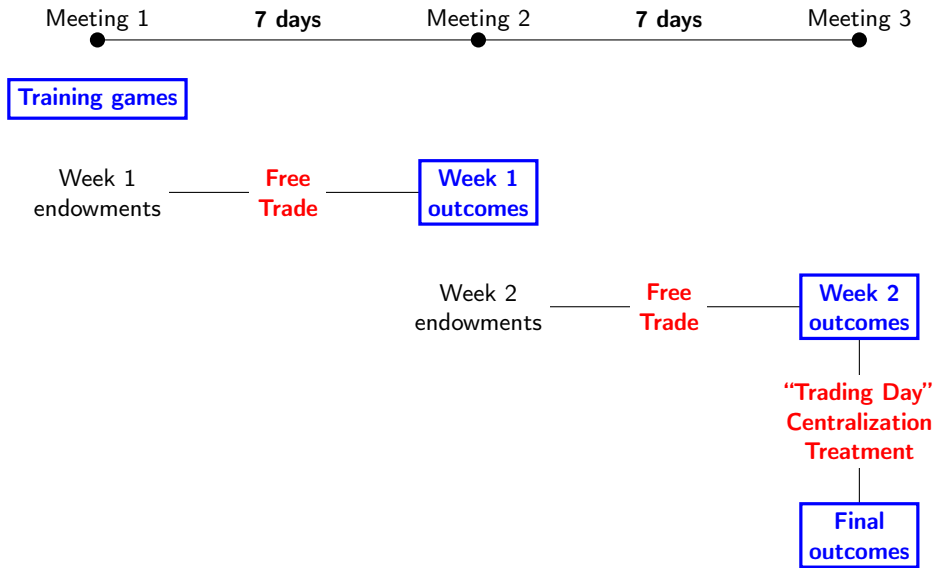 Meeting 1 7 days Meeting 2 7 days Meeting 3
Training games
Week 1
endowments
Free
Trade
Week 1
outcomes
Week 2
endowments
Free
Trade
Week 2
outcomes
“Trading Day”
Centralization
Treatment
Final
outcomes